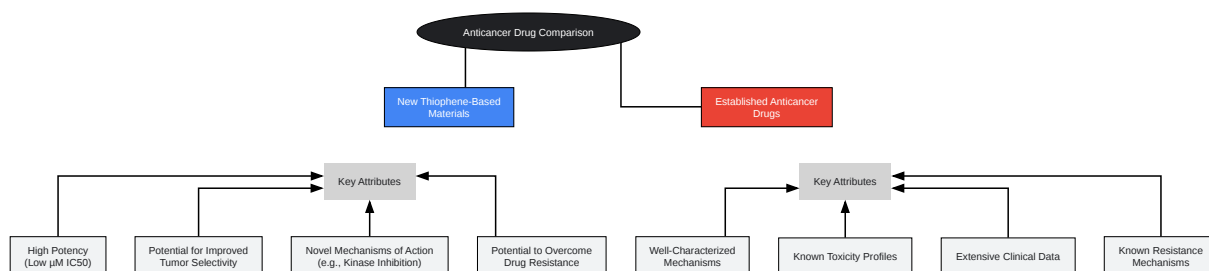 Anticancer Drug Comparison
New Thiophene-Based
Materials
Established Anticancer
Drugs
Key Attributes
Key Attributes
High Potency
(Low µM IC50)
Potential for Improved
Tumor Selectivity
Novel Mechanisms of Action
(e.g., Kinase Inhibition)
Potential to Overcome
Drug Resistance
Well-Characterized
Mechanisms
Known Toxicity Profiles
Extensive Clinical Data
Known Resistance
Mechanisms